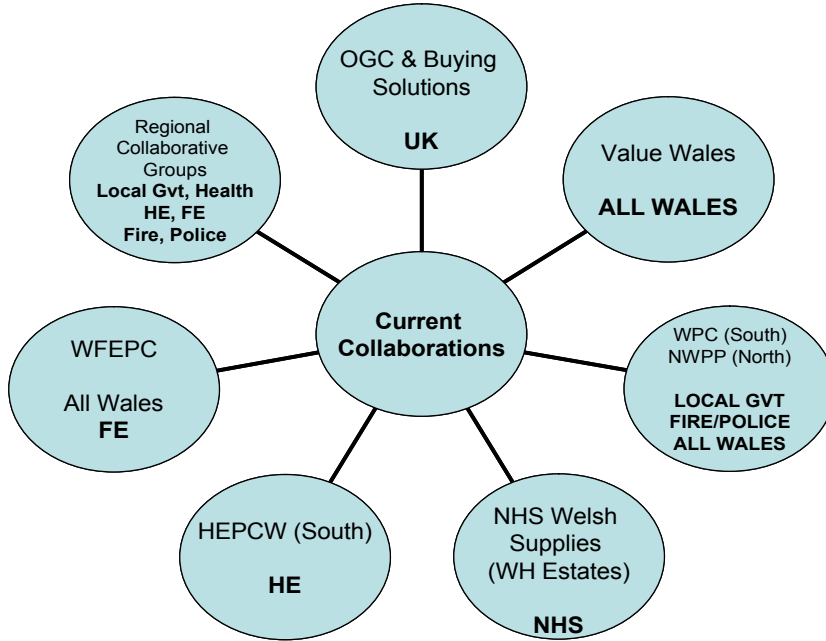 OGC & Buying
Solutions
UK
Regional
Collaborative
Groups
Local Gvt, Health
HE, FE
Fire, Police
Value Wales
ALL WALES
Current
Collaborations
WFEPC
All Wales
FE
WPC (South)
NWPP (North)
LOCAL GVT
FIRE/POLICE
ALL WALES
HEPCW (South)
HE
NHS Welsh
Supplies
(WH Estates)
NHS